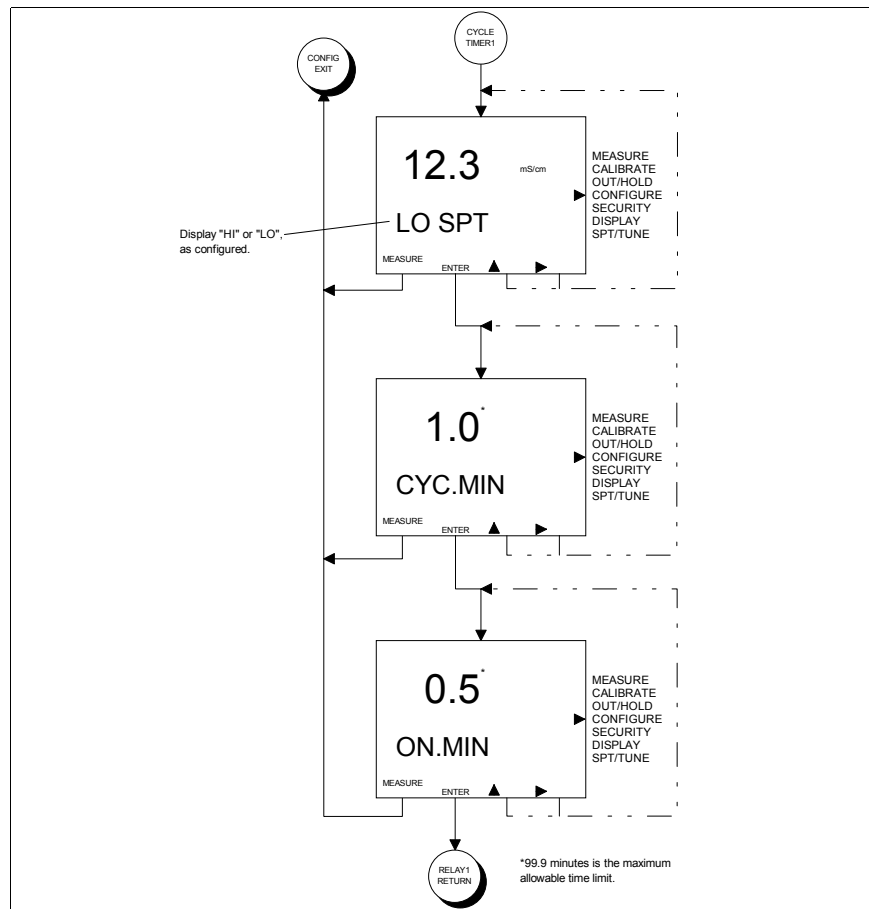 CYCLE
TIMER1
CONFIG
EXIT
12.3 mS/cm
LO SPT
MEASURE
CALIBRATE
OUT/HOLD
CONFIGURE
SECURITY
DISPLAY
SPT/TUNE
Display "HI" or "LO",
as configured.
MEASURE
ENTER
1.0*
CYC.MIN
MEASURE
CALIBRATE
OUT/HOLD
CONFIGURE
SECURITY
DISPLAY
SPT/TUNE
MEASURE
ENTER
0.5*
ON.MIN
MEASURE
CALIBRATE
OUT/HOLD
CONFIGURE
SECURITY
DISPLAY
SPT/TUNE
MEASURE
ENTER
RELAY1
RETURN
*99.9 minutes is the maximum
allowable time limit.